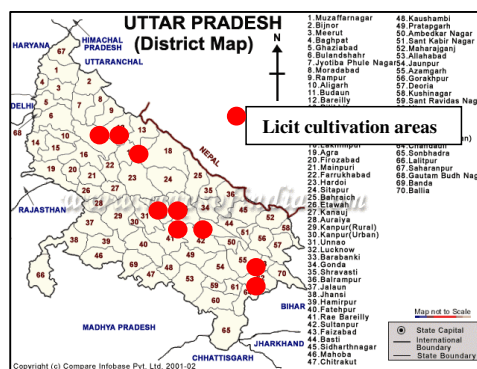 UTTAR PRADESH
(District Map)
N
HARYANA
HIMACHAL
PRADESH
UTTARANCHAL
DELHI
NEPAL
RAJASTHAN
MADHYA PRADESH
BIHAR
JHARKHAND
CHHATTISGARH
Licit cultivation areas
1.Muzaffarnagar
2.Bijnor
3.Meerut
4.Baghpat
5.Ghaziabad
6.Bulandshahr
7.Jyotiba Phule Nagar
8.Moradabad
9.Rampur
10.Aligarh
11.Budaun
12.Bareilly
19.Agra
20.Firozabad
21.Mainpuri
22.Farrukhabad
23.Hardoi
24.Sitapur
25.Bahraich
26.Etawah
27.Kanauj
28.Auraiya
29.Kanpur(Rural)
30.Kanpur(Urban)
31.Unnao
32.Lucknow
33.Barabanki
34.Gonda
35.Shravasti
36.Balrampur
37.Jalaun
38.Jhansi
39.Hamirpur
40.Fatehpur
41.Rae Bareilly
42.Sultanpur
43.Faizabad
44.Basti
45.Sidharthnagar
46.Mahoba
47.Chitrakut
48.Kaushambi
49.Pratapgarh
50.Ambedkar Nagar
51.Sant Kabir Nagar
52.Maharajganj
53.Allahabad
54.Jaunpur
55.Azamgarh
56.Gorakhpur
57.Deoria
58.Kushinagar
59.Sant Ravidas Nagar
65.Sonbhadra
66.Lalitpur
67.Saharanpur
68.Gautam Budh Nagar
69.Banda
70.Ballia
Map not to Scale
State Capital
International
Boundary
State Boundary
Copyright (c) Compare Infobase Pvt. Ltd. 2001-02